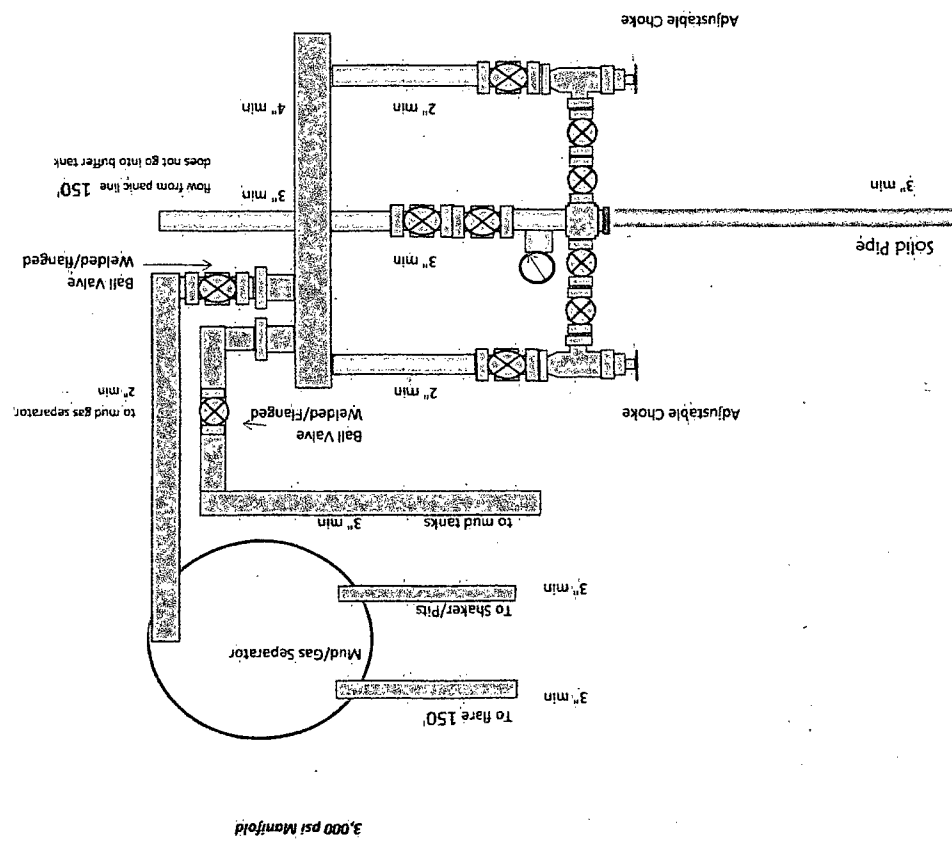 3,000 psi Manifold
To flare 150'
3" min
Mud/Gas Separator
To Shaker/Pits
3" min
to mud tanks 3" min
Ball Valve
Welded/Flanged
Adjustable Choke
to mud gas separator
2" min
2" min
Ball Valve
Welded/flanged
3" min
Solid Pipe
3" min
3" min
flow from panic line 150'
does not go into buffer tank
2" min
4" min
Adjustable Choke